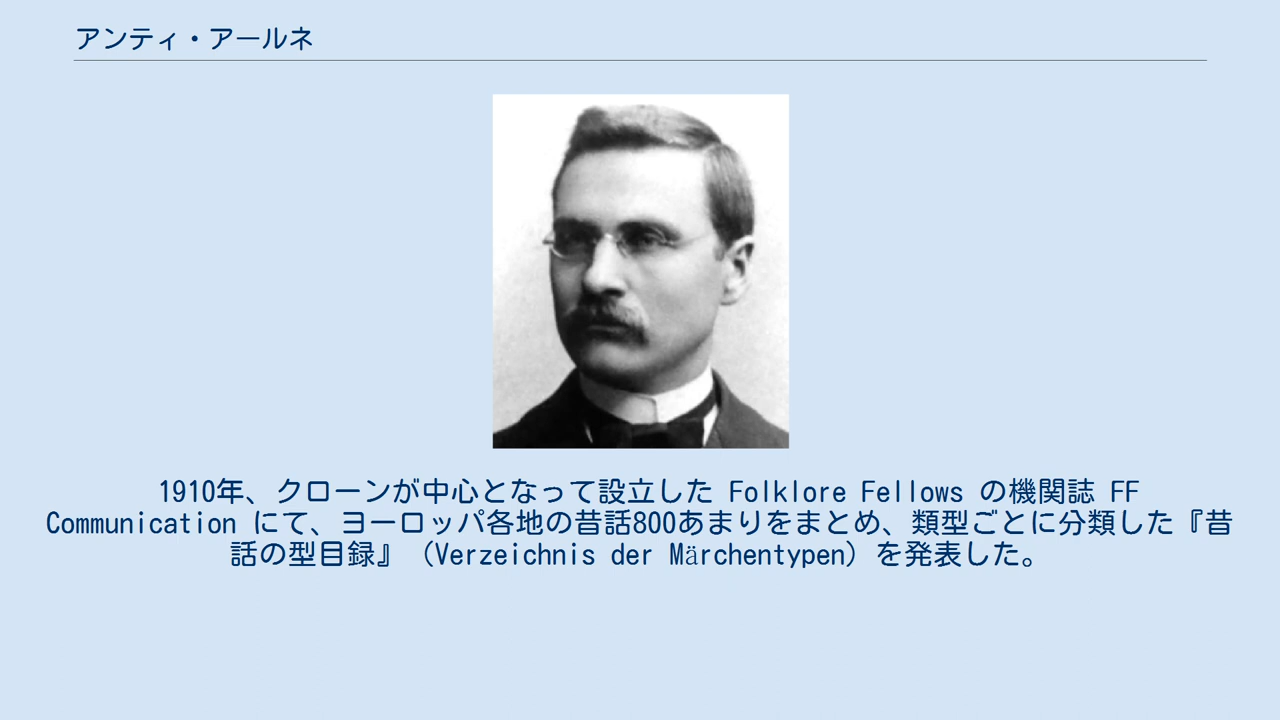 アンティ・アールネ
1910年、クローンが中心となって設立した Folklore Fellows の機関誌 FF
Communication にて、ヨーロッパ各地の昔話800あまりをまとめ、類型ごとに分類した『昔
話の型目録』（Verzeichnis der Märchentypen）を発表した。